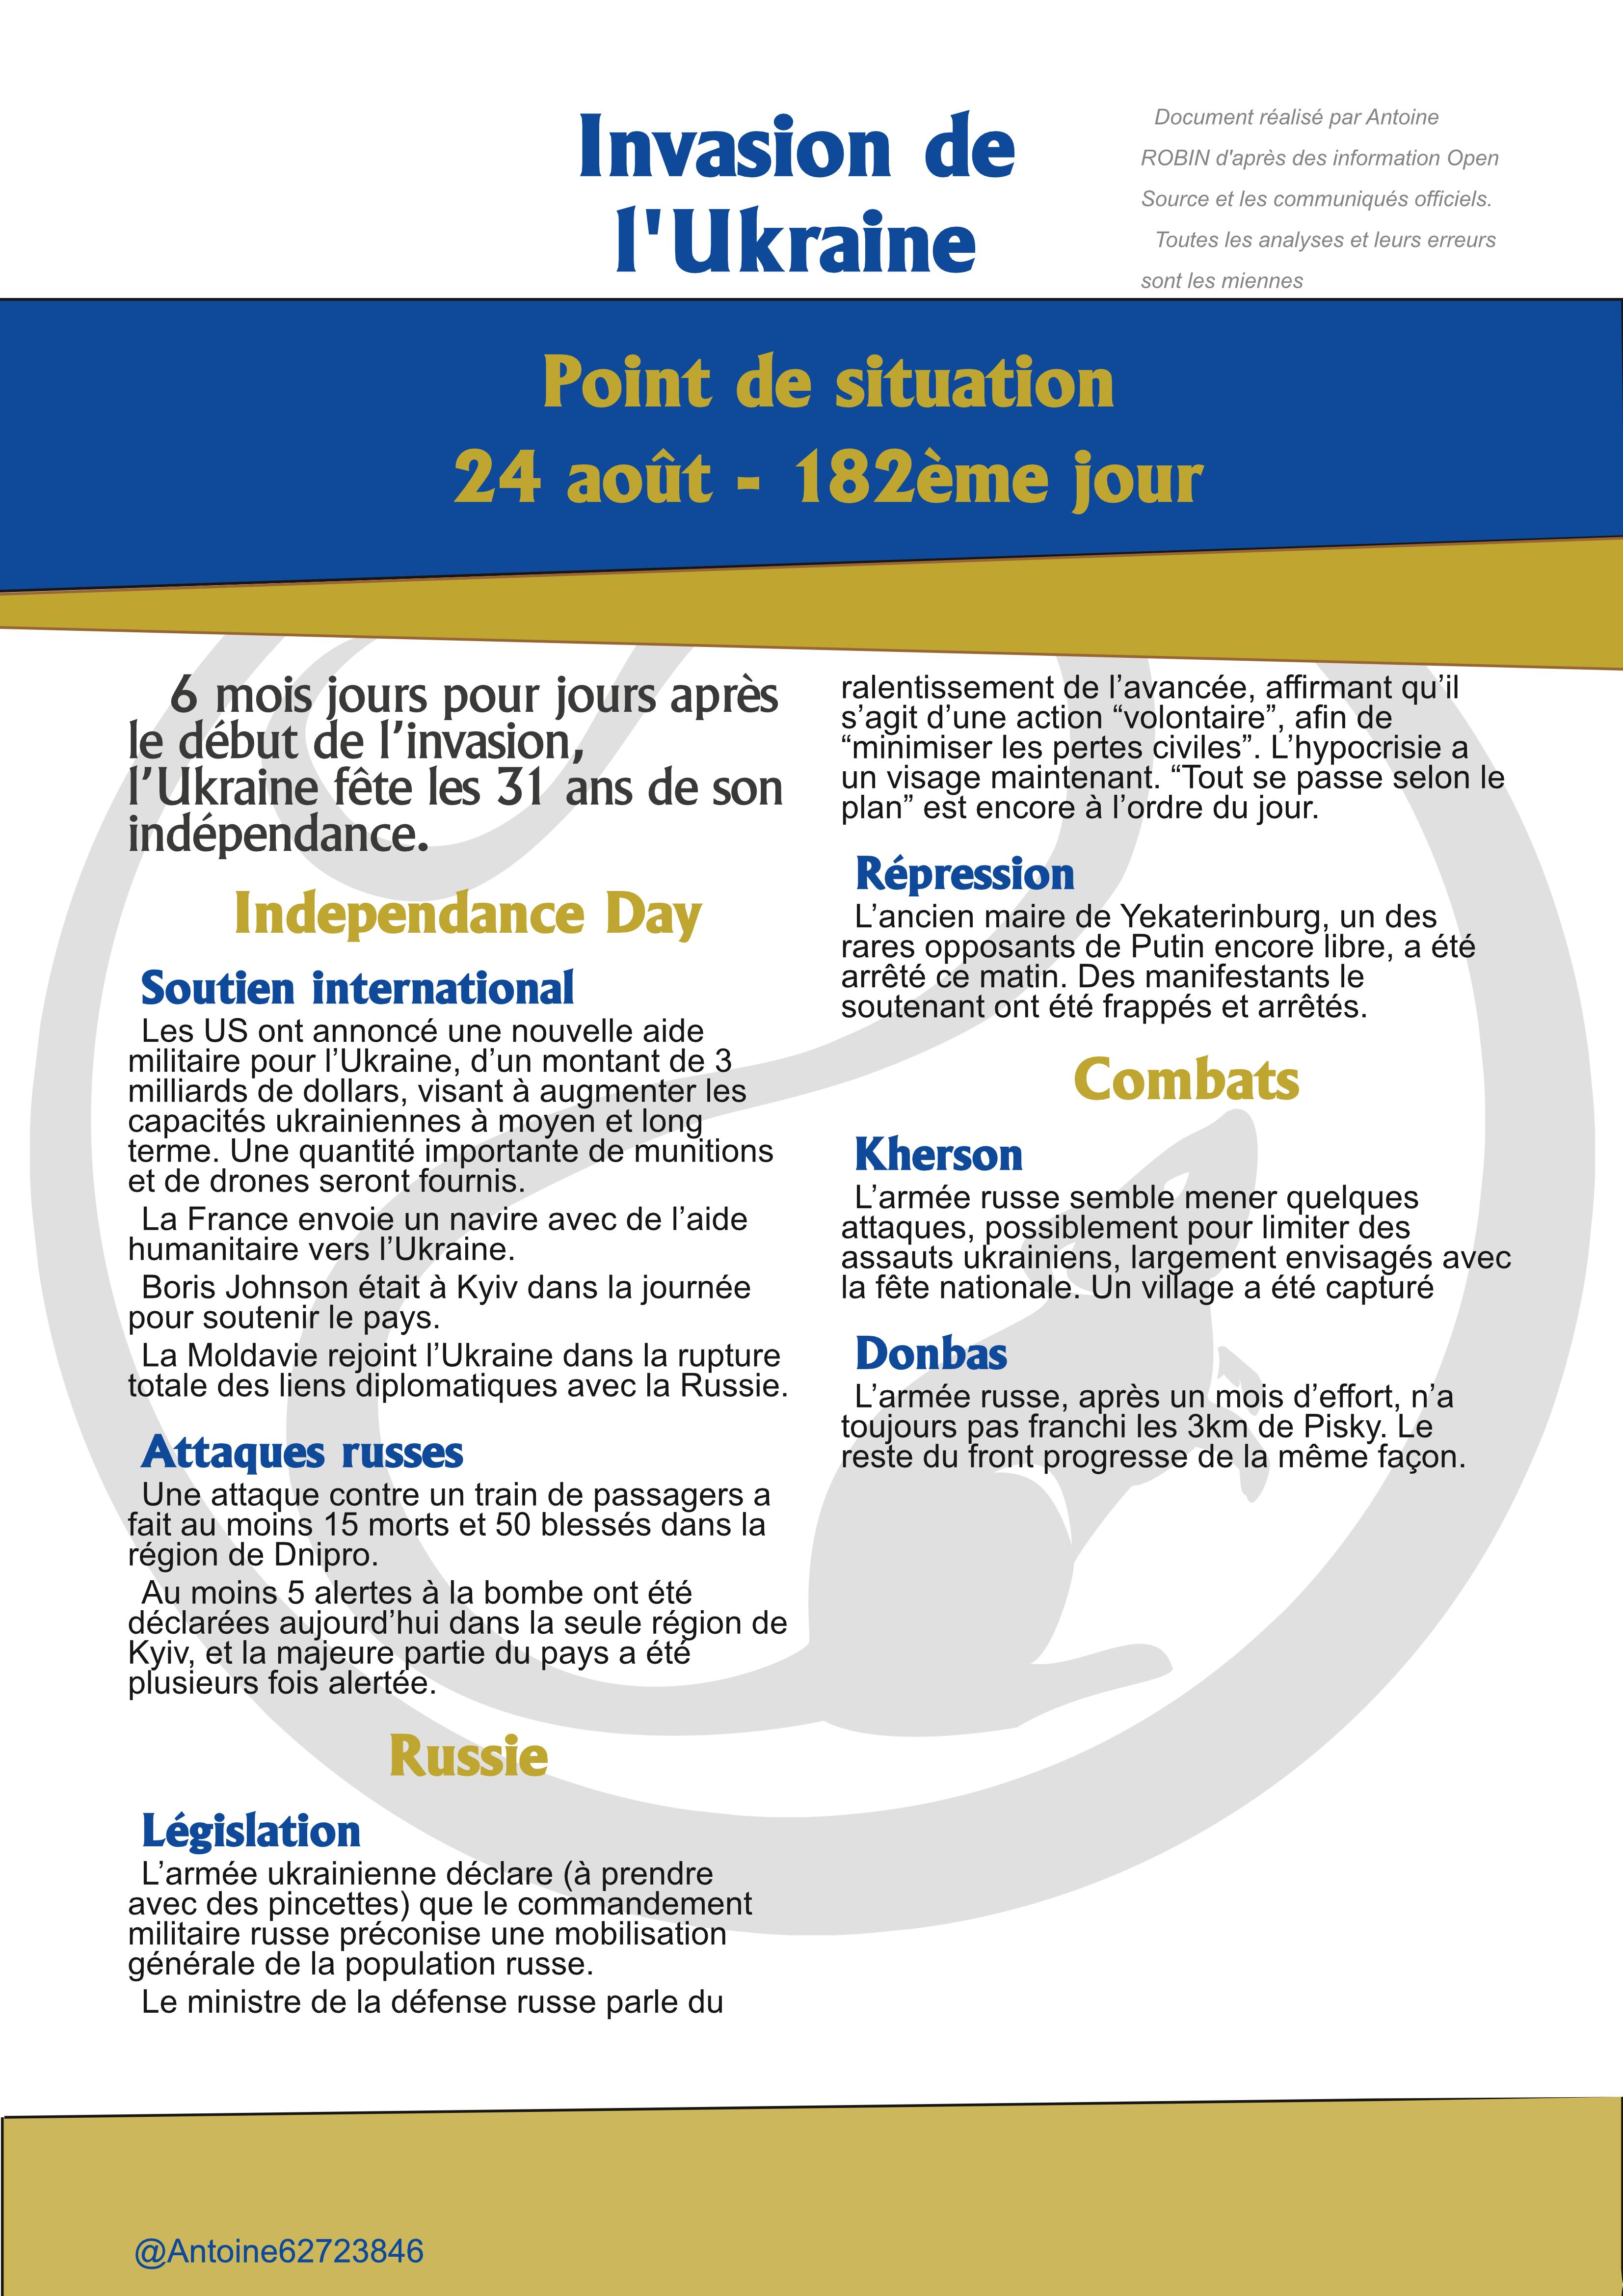 Invasion de
l'Ukraine
Document réalisé par Antoine
ROBIN d'après des information Open
Source et les communiqués officiels.
Toutes les analyses et leurs erreurs
sont les miennes
Point de situation
24 août - 182ème jour
6 mois jours pour jours après
le début de l’invasion,
l’Ukraine fête les 31 ans de son
indépendance.
Independance Day
Soutien international
Les US ont annoncé une nouvelle aide
militaire pour l’Ukraine, d’un montant de 3
milliards de dollars, visant à augmenter les
capacités ukrainiennes à moyen et long
terme. Une quantité importante de munitions
et de drones seront fournis.
La France envoie un navire avec de l’aide
humanitaire vers l’Ukraine.
Boris Johnson était à Kyiv dans la journée
pour soutenir le pays.
La Moldavie rejoint l’Ukraine dans la rupture
totale des liens diplomatiques avec la Russie.
Attaques russes
Une attaque contre un train de passagers a
fait au moins 15 morts et 50 blessés dans la
région de Dnipro.
Au moins 5 alertes à la bombe ont été
déclarées aujourd’hui dans la seule région de
Kyiv, et la majeure partie du pays a été
plusieurs fois alertée.
Russie
Législation
L’armée ukrainienne déclare (à prendre
avec des pincettes) que le commandement
militaire russe préconise une mobilisation
générale de la population russe.
Le ministre de la défense russe parle du
ralentissement de l’avancée, affirmant qu’il
s’agit d’une action “volontaire”, afin de
“minimiser les pertes civiles”. L’hypocrisie a
un visage maintenant. “Tout se passe selon le
plan” est encore à l’ordre du jour.
Répression
L’ancien maire de Yekaterinburg, un des
rares opposants de Putin encore libre, a été
arrêté ce matin. Des manifestants le
soutenant ont été frappés et arrêtés.
Combats
Kherson
L’armée russe semble mener quelques
attaques, possiblement pour limiter des
assauts ukrainiens, largement envisagés avec
la fête nationale. Un village a été capturé
Donbas
L’armée russe, après un mois d’effort, n’a
toujours pas franchi les 3km de Pisky. Le
reste du front progresse de la même façon.
@Antoine62723846